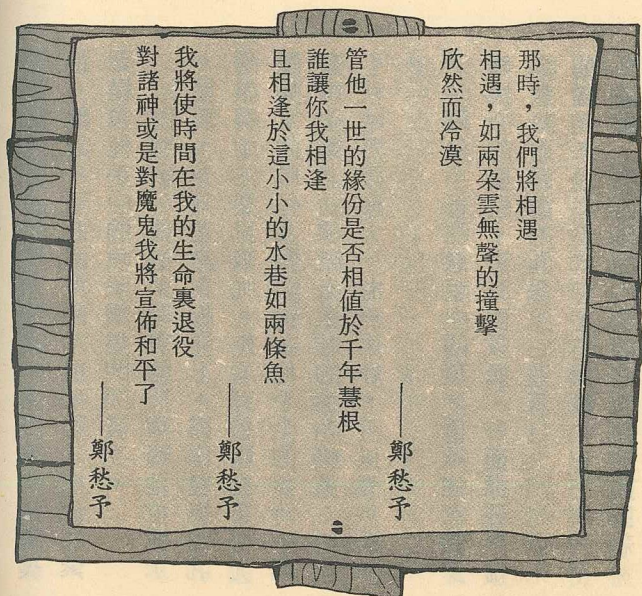 那時，我們將相遇
相遇，如兩朵雲無聲的撞擊
欣然而冷漠
——鄭愁予
管他一世的緣份是否相值於千年慧根
誰讓你我相逢
且相逢於這小小的水巷如兩條魚
——鄭愁予
我將使時間在我的生命裏退役
對諸神或是對魔鬼我將宣佈和平了
——鄭愁予